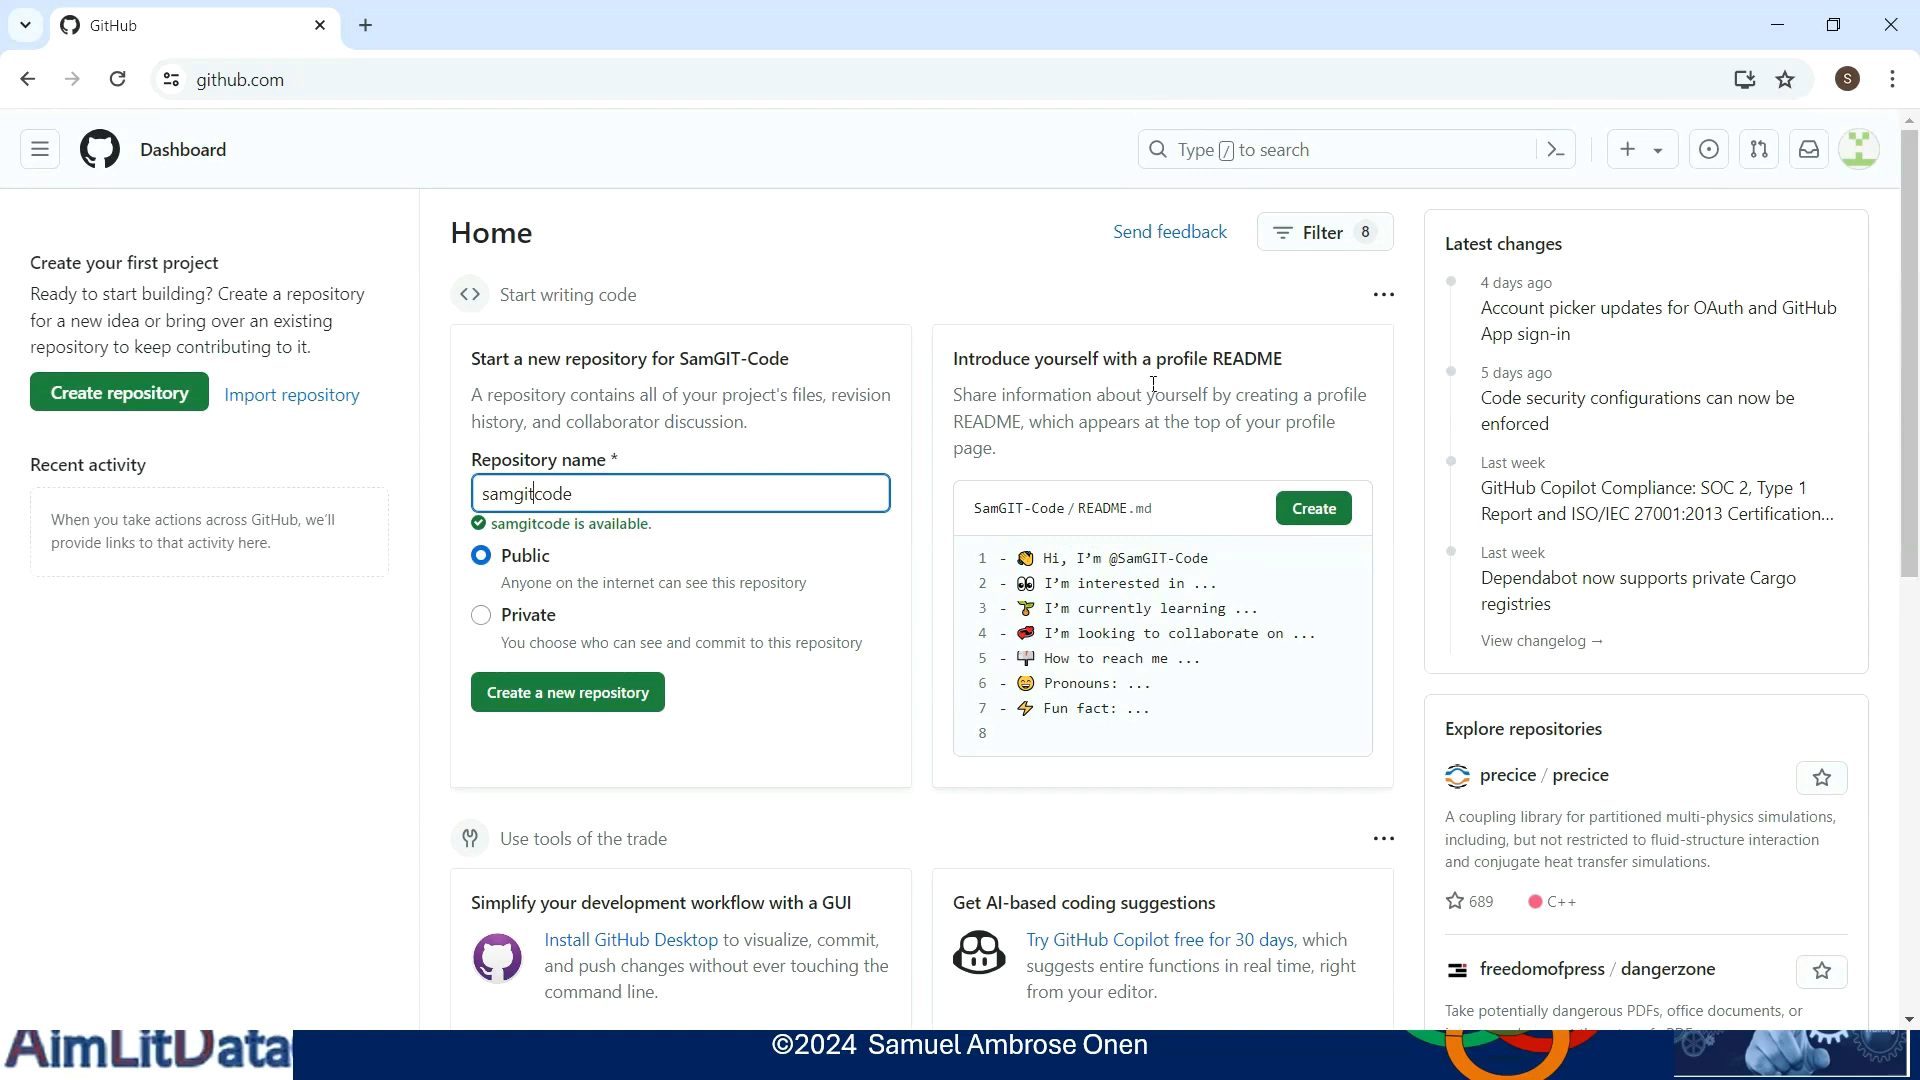 GitHub
github.com
S
Dashboard
Type / to search
Create your first project
Ready to start building? Create a repository
for a new idea or bring over an existing
repository to keep contributing to it.
Create repository
Import repository
Recent activity
When you take actions across GitHub, we'll
provide links to that activity here.
Home
Send feedback
Filter 8
Start writing code
Start a new repository for SamGIT-Code
A repository contains all of your project's files, revision
history, and collaborator discussion.
Repository name *
samgitcode
samgitcode is available.
Public
Anyone on the internet can see this repository
Private
You choose who can see and commit to this repository
Create a new repository
Introduce yourself with a profile README
Share information about yourself by creating a profile
README, which appears at the top of your profile
page.
SamGIT-Code / README.md
Create
1 - 👋 Hi, I'm @SamGIT-Code
2 - 👀 I'm interested in ...
3 - 🌱 I'm currently learning ...
4 - 💞️ I'm looking to collaborate on ...
5 - 📫 How to reach me ...
6 - 😄 Pronouns: ...
7 - ⚡ Fun fact: ...
8
Use tools of the trade
Simplify your development workflow with a GUI
Install GitHub Desktop to visualize, commit,
and push changes without ever touching the
command line.
Get AI-based coding suggestions
Try GitHub Copilot free for 30 days, which
suggests entire functions in real time, right
from your editor.
Latest changes
4 days ago
Account picker updates for OAuth and GitHub
App sign-in
5 days ago
Code security configurations can now be
enforced
Last week
GitHub Copilot Compliance: SOC 2, Type 1
Report and ISO/IEC 27001:2013 Certification...
Last week
Dependabot now supports private Cargo
registries
View changelog →
Explore repositories
precice / precice
A coupling library for partitioned multi-physics simulations,
including, but not restricted to fluid-structure interaction
and conjugate heat transfer simulations.
689 C++
freedomofpress / dangerzone
Take potentially dangerous PDFs, office documents, or
AimLitData
©2024 Samuel Ambrose Onen